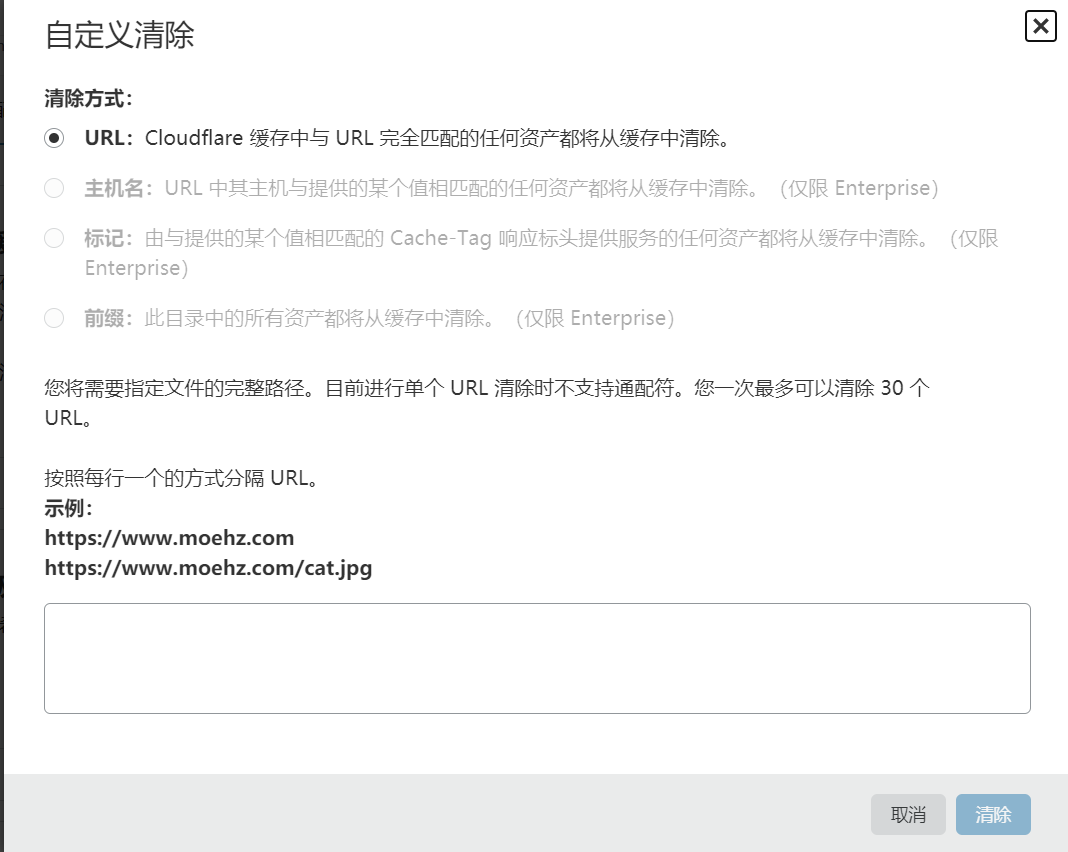 自定义清除
清除方式：
URL：Cloudflare 缓存中与 URL 完全匹配的任何资产都将从缓存中清除。
主机名：URL 中其主机与提供的某个值相匹配的任何资产都将从缓存中清除。（仅限 Enterprise）
标记：由与提供的某个值相匹配的 Cache-Tag 响应标头提供服务的任何资产都将从缓存中清除。（仅限
Enterprise）
前缀：此目录中的所有资产都将从缓存中清除。（仅限 Enterprise）
您将需要指定文件的完整路径。目前进行单个 URL 清除时不支持通配符。您一次最多可以清除 30 个
URL。
按照每行一个的方式分隔 URL。
示例：
https://www.moehz.com
https://www.moehz.com/cat.jpg
取消
清除